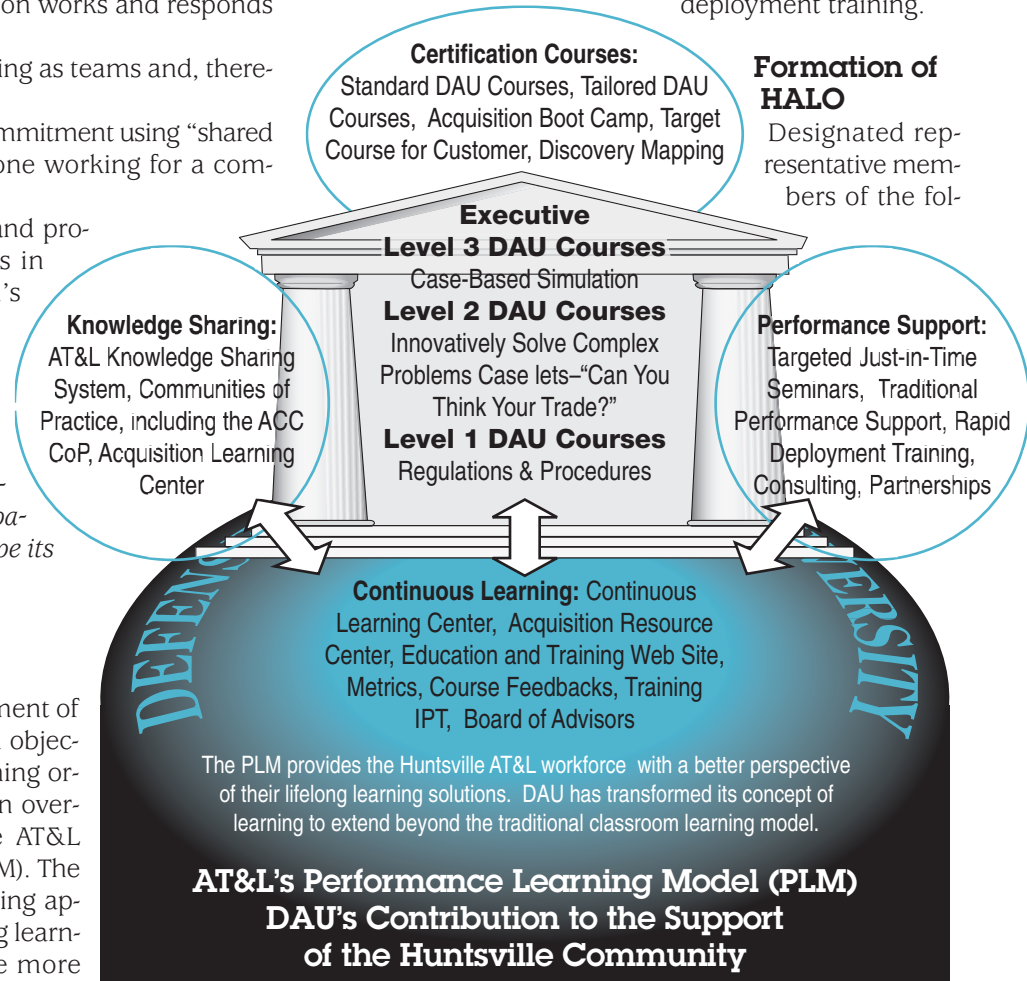 on works and responds
ing as teams and, there-
mmitment using “shared
one working for a com-
and pro-
s in
’s
-
pa-
pe its
ment of
objec-
ning or-
n over-
e AT&L
M). The
ing ap-
g learn-
e more
deployment training.
Formation of
HALO
Designated rep-
resentative mem-
bers of the fol-
Certification Courses:
Standard DAU Courses, Tailored DAU
Courses, Acquisition Boot Camp, Target
Course for Customer, Discovery Mapping
Executive
Level 3 DAU Courses
Case-Based Simulation
Level 2 DAU Courses
Innovatively Solve Complex
Problems Case lets–“Can You
Think Your Trade?”
Level 1 DAU Courses
Regulations & Procedures
Knowledge Sharing:
AT&L Knowledge Sharing
System, Communities of
Practice, including the ACC
CoP, Acquisition Learning
Center
Performance Support:
Targeted Just-in-Time
Seminars, Traditional
Performance Support, Rapid
Deployment Training,
Consulting, Partnerships
DEFENS
VERSITY
Continuous Learning: Continuous
Learning Center, Acquisition Resource
Center, Education and Training Web Site,
Metrics, Course Feedbacks, Training
IPT, Board of Advisors
The PLM provides the Huntsville AT&L workforce with a better perspective
of their lifelong learning solutions. DAU has transformed its concept of
learning to extend beyond the traditional classroom learning model.
AT&L’s Performance Learning Model (PLM)
DAU’s Contribution to the Support
of the Huntsville Community